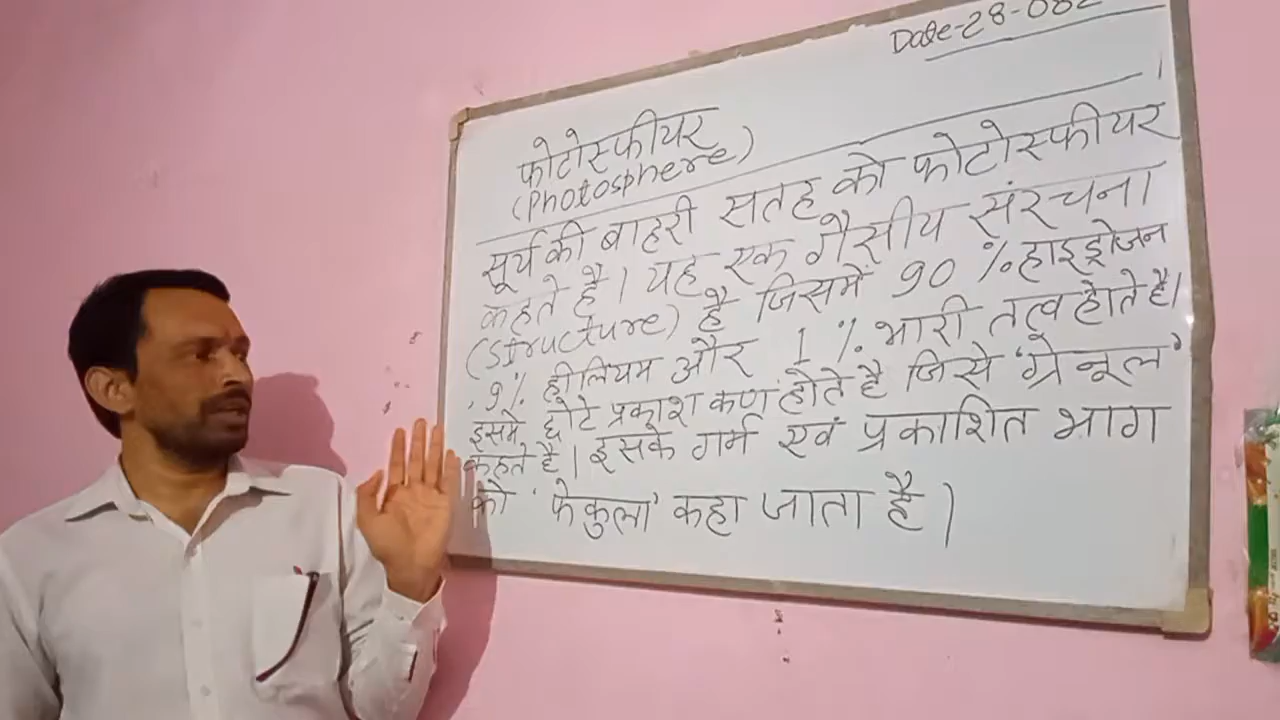 Date-28-082
फोटोस्फीयर
(Photosphere)
सूर्य की बाहरी सतह को फोटोस्फीयर
कहते है। यह एक गैसीय संरचना
(Structure) है जिसमें 90 % हाइड्रोजन
, 9% हीलियम और 1 % भारी तत्व होते है।
इसमे छोटे प्रकाश कण होते है जिसे 'ग्रेनूल'
कहते है। इसके गर्म एवं प्रकाशित भाग
को 'फेकुला' कहा जाता है।